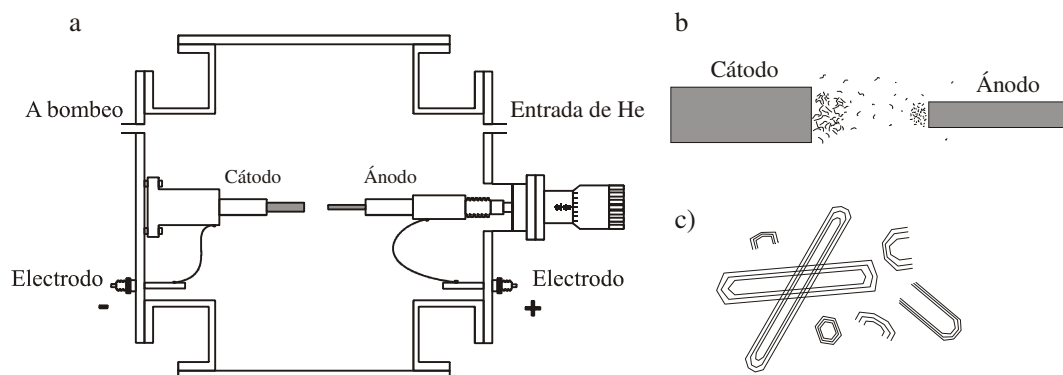 a
A bombeo
Entrada de He
Cátodo
Ánodo
Electrodo
-
Electrodo
+
b
Cátodo
Ánodo
c)